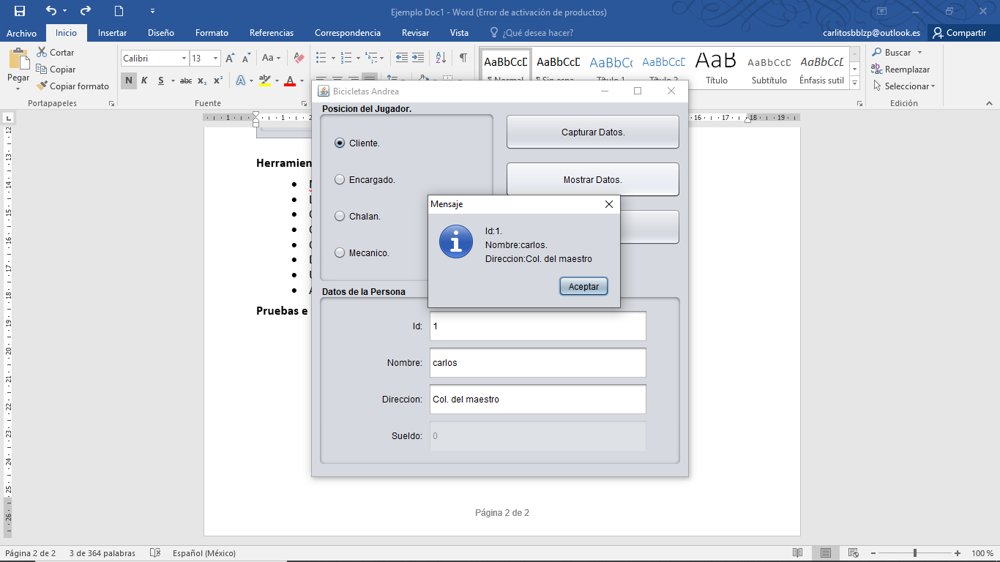 Ejemplo Doc1 - Word (Error de activación de productos)
Archivo Inicio Insertar Diseño Formato Referencias Correspondencia Revisar Vista ¿Qué desea hacer? carlitosbblzp@outlook.es Compartir
Pegar
Cortar
Copiar
Copiar formato
Portapapeles
Calibri 13
N K S abc x₂ x²
Fuente
AaBbCcD AaBbCcD AaBbCcD AaBbCcD AaB AaBbCcD AaBbCcD
¶ Normal ¶ Sin espa Título 1 Título 2 Título Subtítulo Énfasis sutil
Buscar
Reemplazar
Seleccionar
Edición
Bicicletas Andrea
Posicion del Jugador.
Cliente.
Encargado.
Chalan.
Mecanico.
Capturar Datos.
Mostrar Datos.
Mensaje
Id:1.
Nombre:carlos.
Direccion:Col. del maestro
Aceptar
Datos de la Persona
Id: 1
Nombre: carlos
Direccion: Col. del maestro
Sueldo: 0
Herramien
Pruebas e
Página 2 de 2
Página 2 de 2 3 de 364 palabras Español (México) 100 %